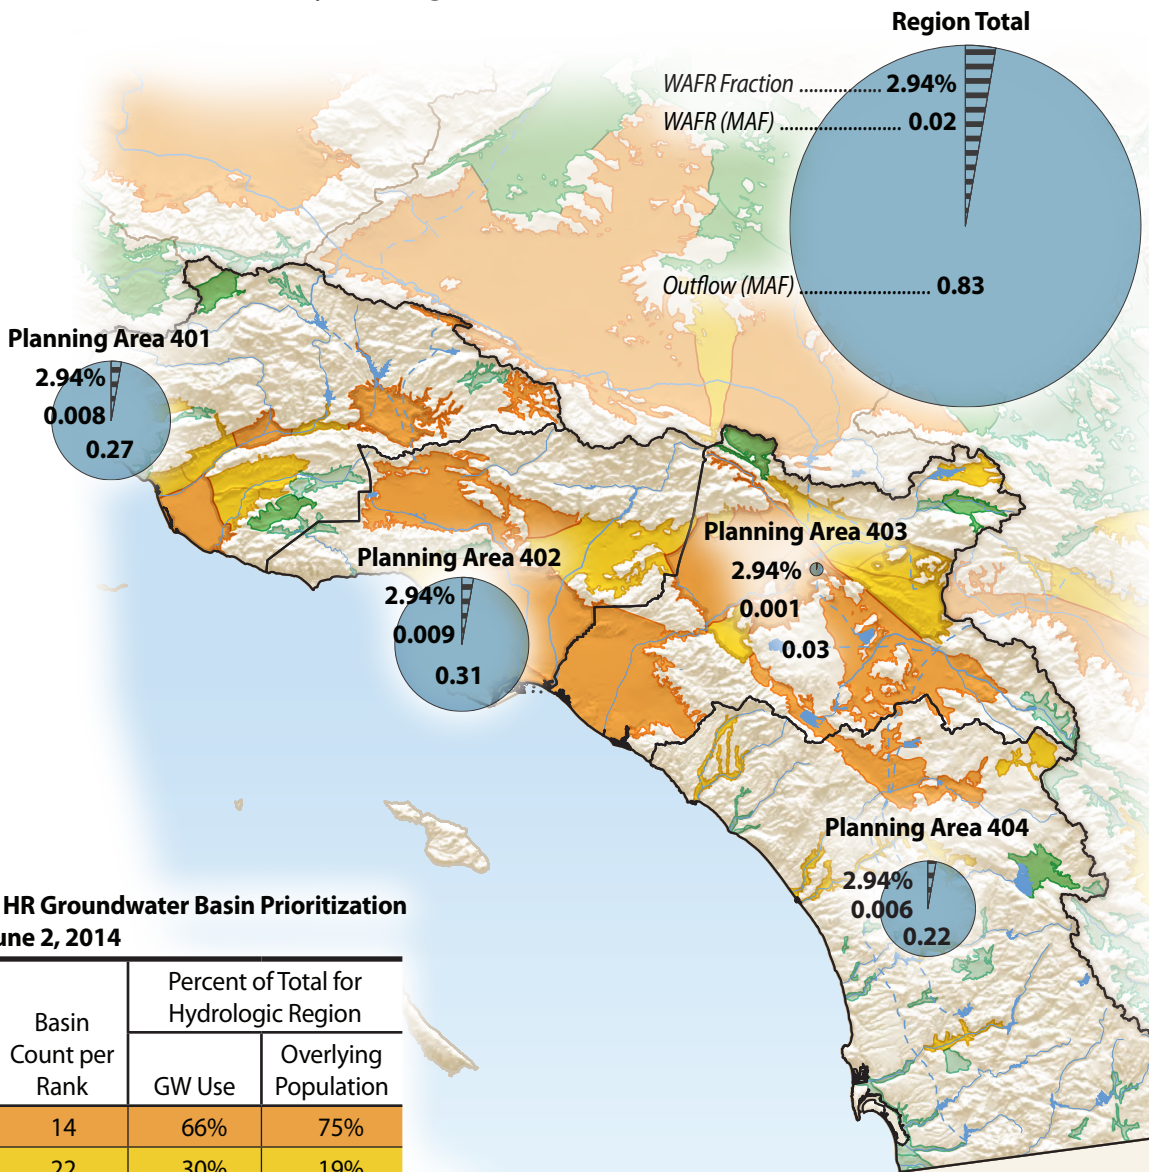 Region Total
WAFR Fraction ................ 2.94%
WAFR (MAF) ....................... 0.02
Outflow (MAF) ......................... 0.83
Planning Area 401
2.94%
0.008
0.27
Planning Area 402
2.94%
0.009
0.31
Planning Area 403
2.94%
0.001
0.03
Planning Area 404
2.94%
0.006
0.22
HR Groundwater Basin Prioritization
une 2, 2014
Basin Count per Rank
Percent of Total for Hydrologic Region
GW Use
Overlying Population
14 66% 75%
22 30% 19%